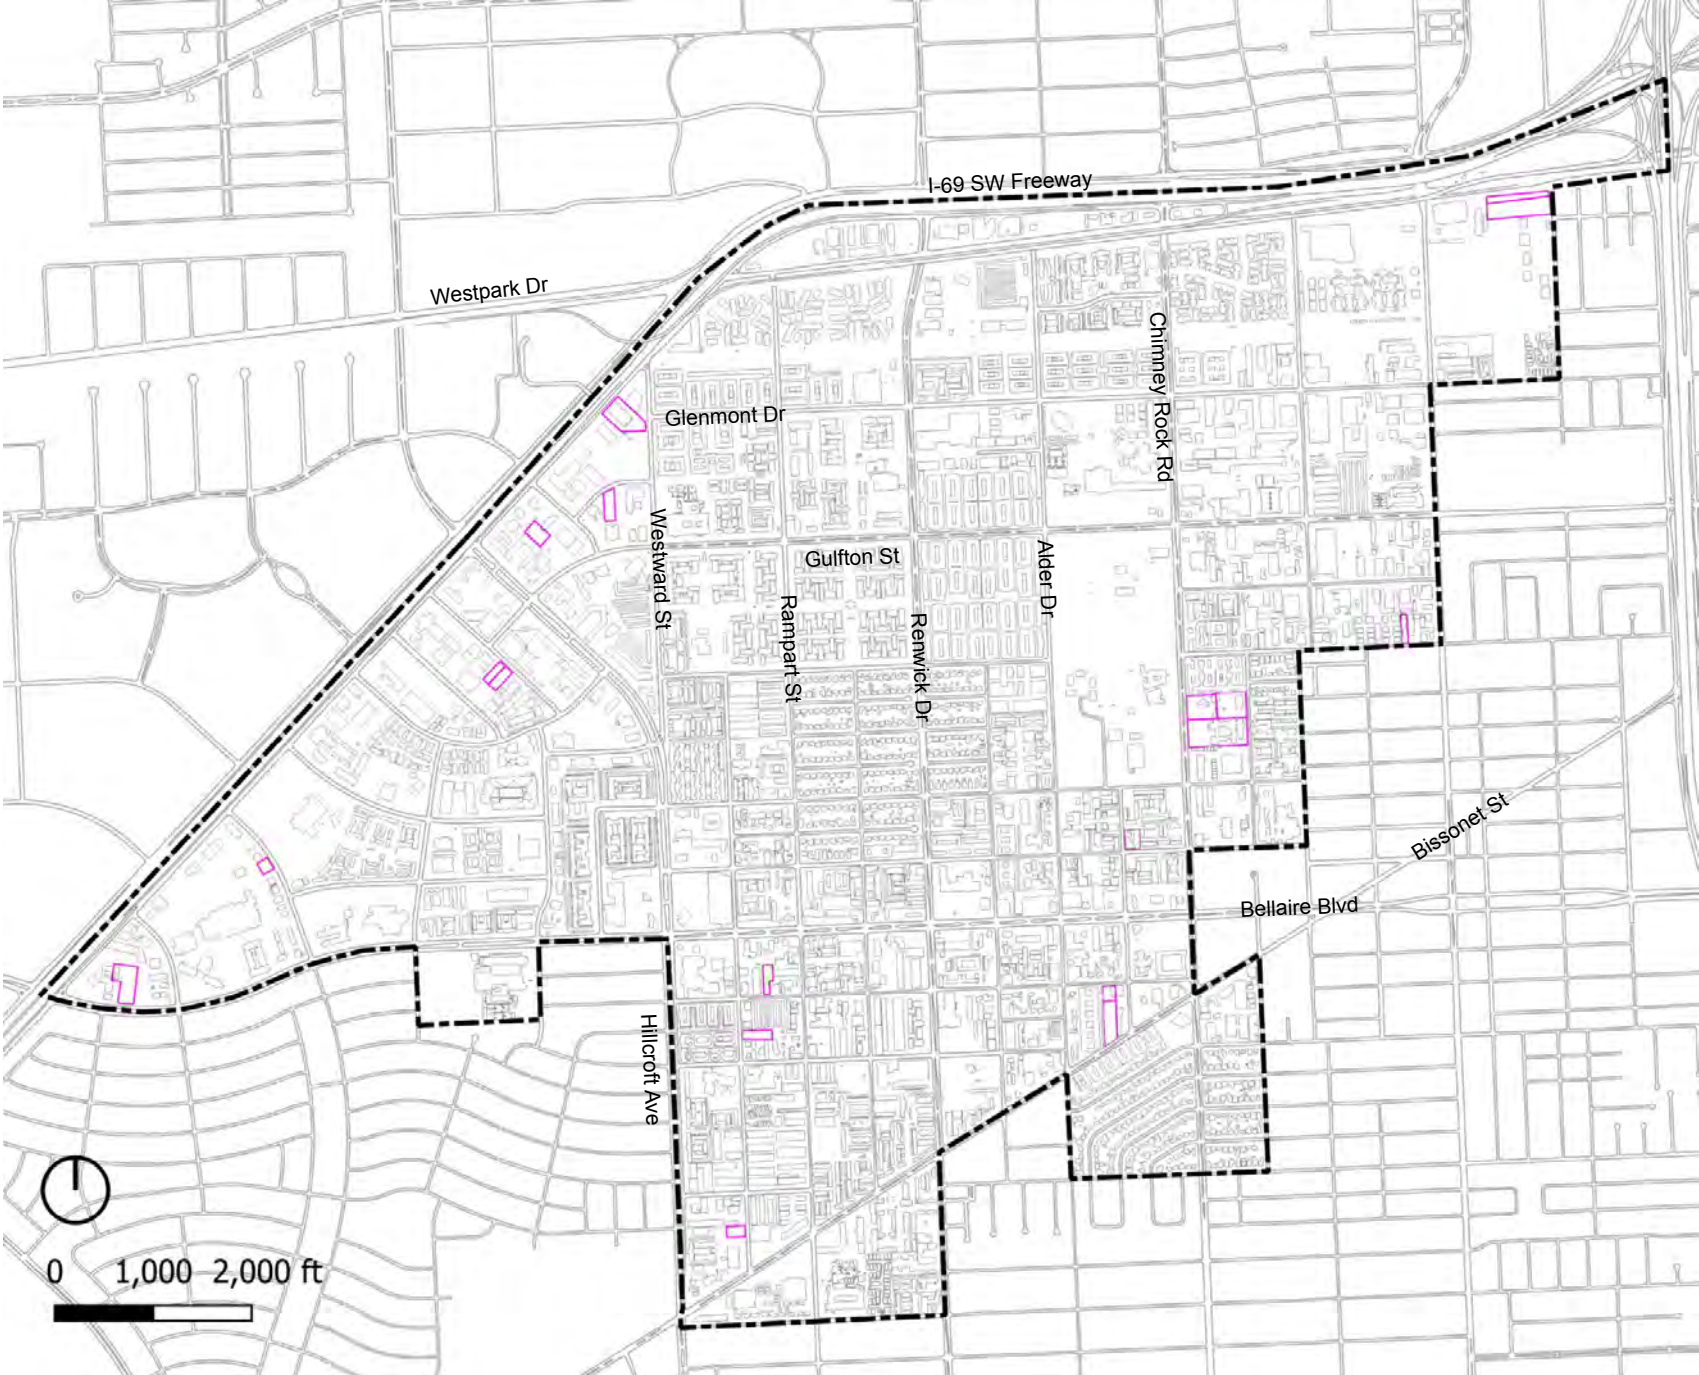 I-69 SW Freeway
Westpark Dr
Chimney Rock Rd
Glenmont Dr
Westward St
Gulfton St
Alder Dr
Rampart St
Renwick Dr
Bissonet St
Bellaire Blvd
Hillcroft Ave
0 1,000 2,000 ft